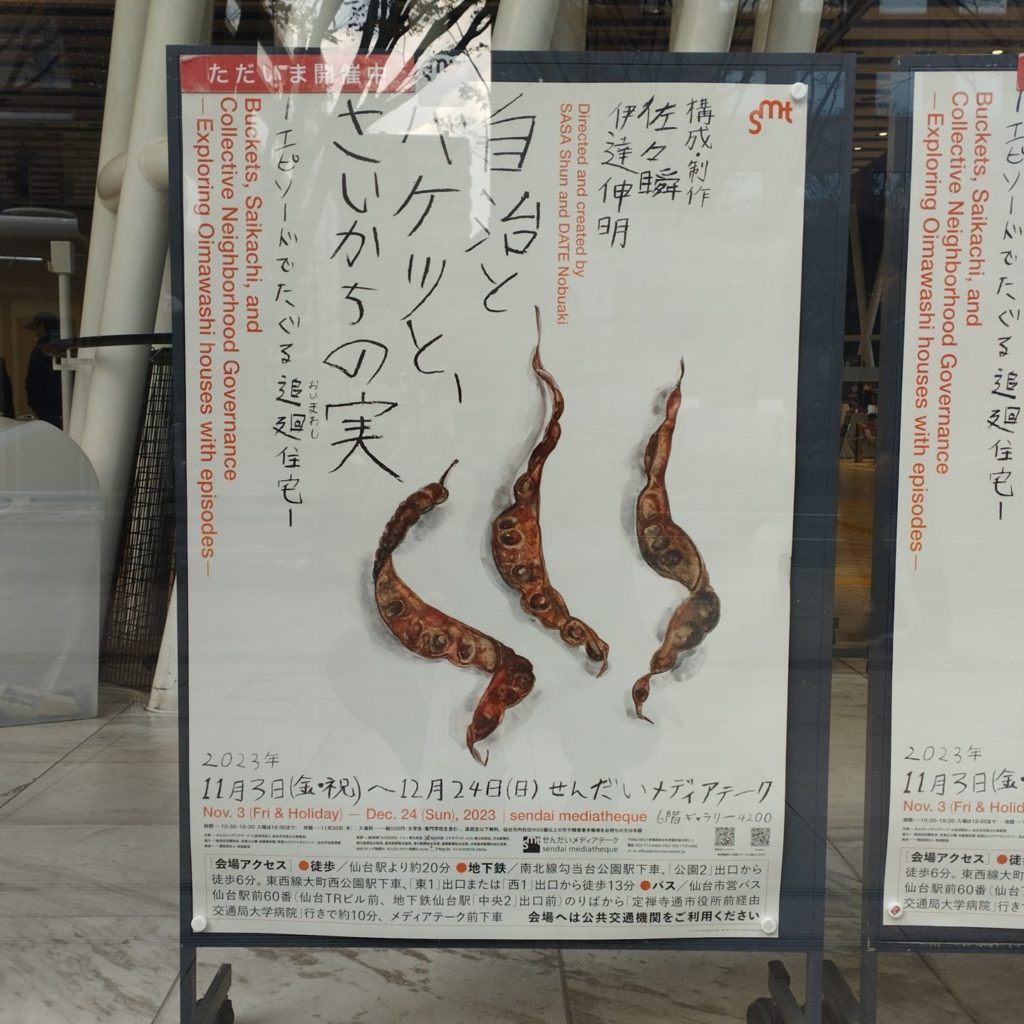 ただいま開催中
smt
構成・制作
佐々瞬
伊達伸明
Directed and created by
SASA Shun and DATE Nobuaki
自治と
バケツと、
さいかちの実
ーエピソードでたぐる追廻住宅ー
おいまわし
Buckets, Saikachi, and
Collective Neighborhood Governance
—Exploring Oimawashi houses with episodes—
2023年
11月3日(金・祝)〜12月24日(日) せんだいメディアテーク
6階ギャラリー4200
Nov. 3 (Fri & Holiday) — Dec. 24 (Sun), 2023 | sendai mediatheque
smt せんだいメディアテーク
sendai mediatheque
［会場アクセス］●徒歩／仙台駅より約20分 ●地下鉄／南北線勾当台公園駅下車、「公園2」出口から
徒歩6分。東西線大町西公園駅下車、「東1」出口または「西1」出口から徒歩13分 ●バス／仙台市営バス
仙台駅前60番（仙台TRビル前、地下鉄仙台駅「中央2」出口前）のりばから「定禅寺通市役所前経由
交通局大学病院」行きで約10分、メディアテーク前下車　会場へは公共交通機関をご利用ください
ーエピソードでたぐる追廻住宅ー
Buckets, Saikachi, and
Collective Neighborhood Governance
—Exploring Oimawashi houses with episodes—
2023年
11月3日(金・祝)
Nov. 3 (Fri & Holid
［会場アクセス］●徒
徒歩6分。東西線大町
仙台駅前60番（仙台T
交通局大学病院」行き